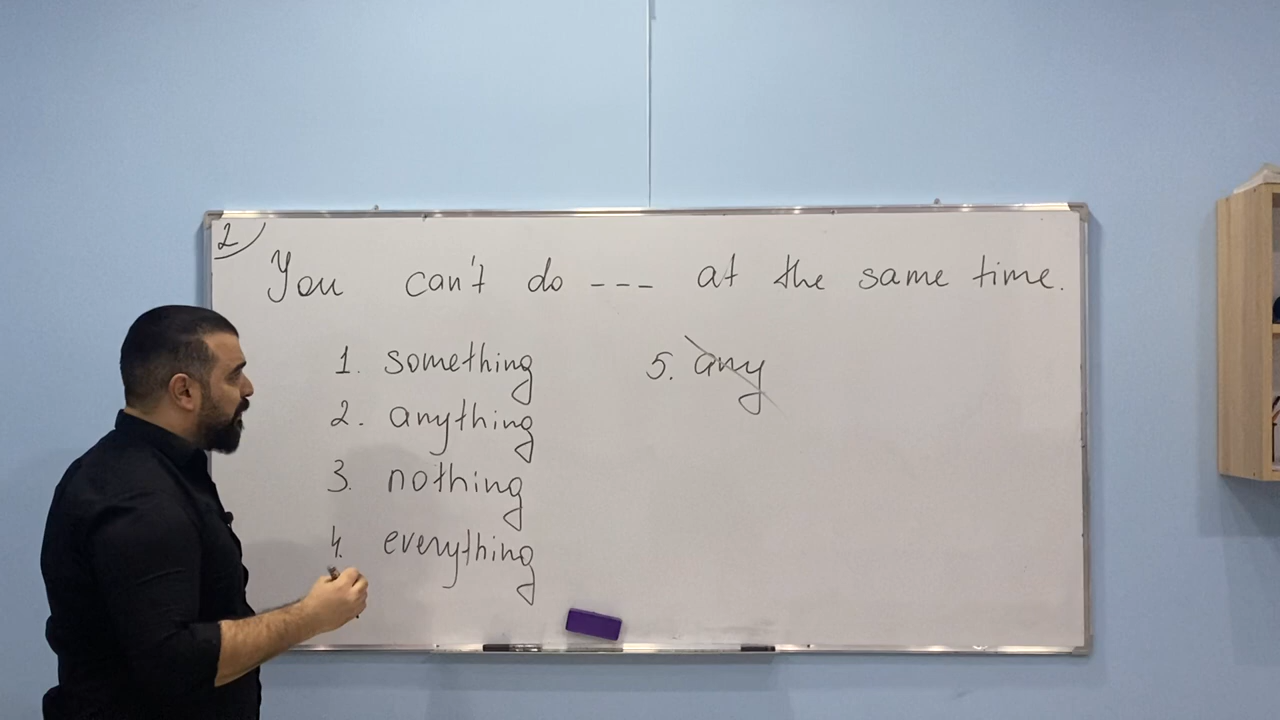 2
You can't do --- at the same time.
1. something
2. anything
3. nothing
4. everything
5. any